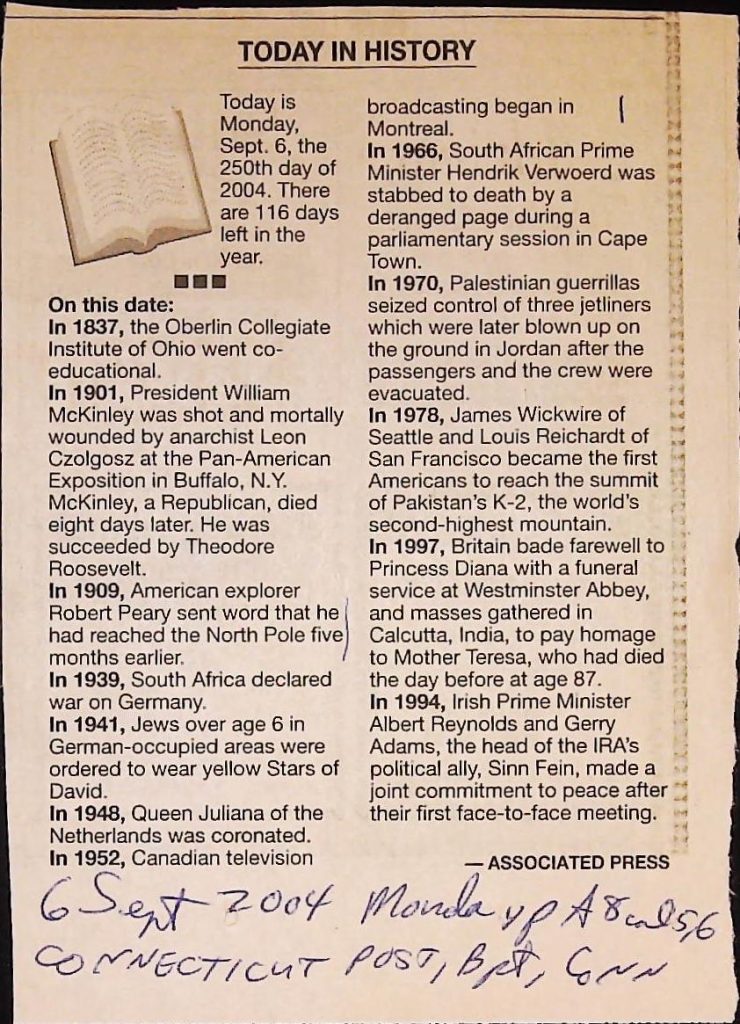 TODAY IN HISTORY
Today is
Monday,
Sept. 6, the
250th day of
2004. There
are 116 days
left in the
year.
On this date:
In 1837, the Oberlin Collegiate
Institute of Ohio went co-
educational.
In 1901, President William
McKinley was shot and mortally
wounded by anarchist Leon
Czolgosz at the Pan-American
Exposition in Buffalo, N.Y.
McKinley, a Republican, died
eight days later. He was
succeeded by Theodore
Roosevelt.
In 1909, American explorer
Robert Peary sent word that he
had reached the North Pole five
months earlier.
In 1939, South Africa declared
war on Germany.
In 1941, Jews over age 6 in
German-occupied areas were
ordered to wear yellow Stars of
David.
In 1948, Queen Juliana of the
Netherlands was coronated.
In 1952, Canadian television
broadcasting began in
Montreal.
In 1966, South African Prime
Minister Hendrik Verwoerd was
stabbed to death by a
deranged page during a
parliamentary session in Cape
Town.
In 1970, Palestinian guerrillas
seized control of three jetliners
which were later blown up on
the ground in Jordan after the
passengers and the crew were
evacuated.
In 1978, James Wickwire of
Seattle and Louis Reichardt of
San Francisco became the first
Americans to reach the summit
of Pakistan's K-2, the world's
second-highest mountain.
In 1997, Britain bade farewell to
Princess Diana with a funeral
service at Westminster Abbey,
and masses gathered in
Calcutta, India, to pay homage
to Mother Teresa, who had died
the day before at age 87.
In 1994, Irish Prime Minister
Albert Reynolds and Gerry
Adams, the head of the IRA's
political ally, Sinn Fein, made a
joint commitment to peace after
their first face-to-face meeting.
— ASSOCIATED PRESS
6 Sept 2004 Monday p A8 col 5,6
CONNECTICUT POST, Bpt, CONN